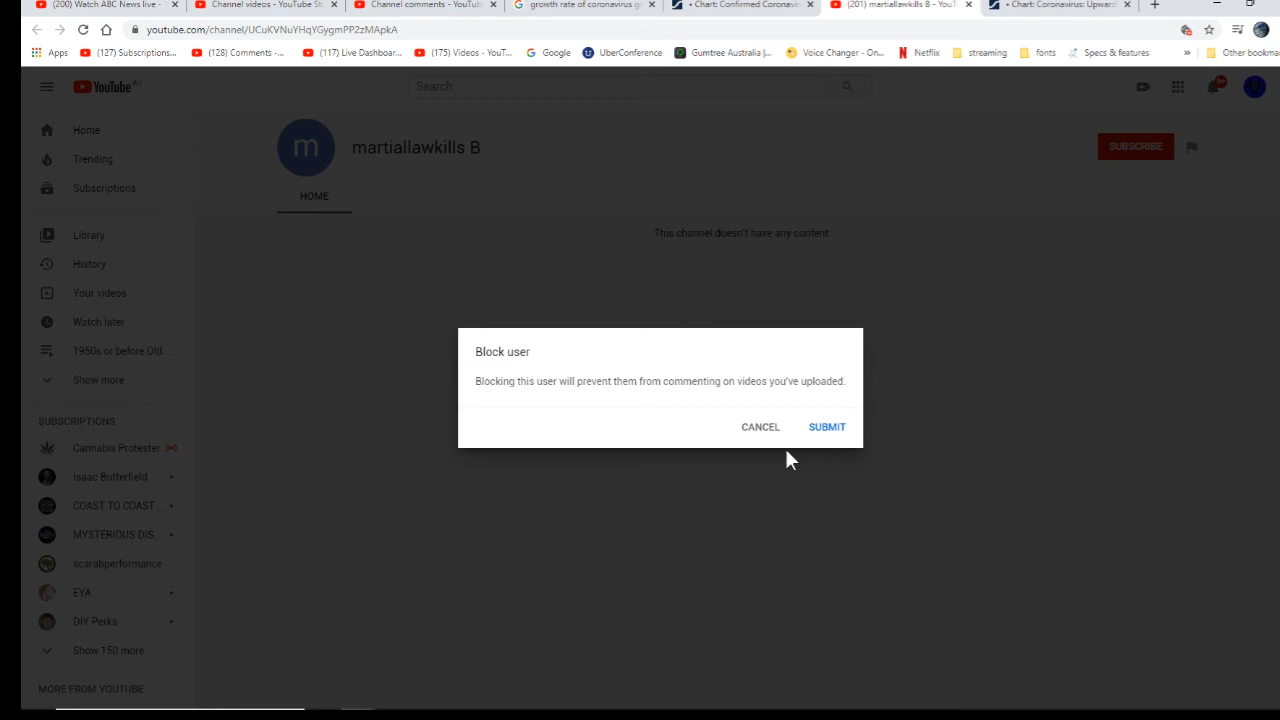 (200) Watch ABC News live - Channel videos - YouTube St Channel comments - YouTub growth rate of coronavirus g • Chart: Confirmed Coronavir (201) martiallawkills B - YouT • Chart: Coronavirus: Upward
youtube.com/channel/UCuKVNuYHqYGygmPP2zMApkA
Apps (127) Subscriptions... (128) Comments -... (117) Live Dashboar... (175) Videos - YouT... Google UberConference Gumtree Australia |... Voice Changer - On... Netflix streaming fonts Specs & features » Other bookma
YouTube AU Search 9+
Home
Trending
Subscriptions
Library
History
Your videos
Watch later
1950s or before Old ...
Show more
SUBSCRIPTIONS
Cannabis Protester
Isaac Butterfield
COAST TO COAST ...
MYSTERIOUS DIS...
scarabperformance
EYA
DIY Perks
Show 150 more
MORE FROM YOUTUBE
m martiallawkills B SUBSCRIBE
HOME
This channel doesn't have any content
Block user
Blocking this user will prevent them from commenting on videos you've uploaded.
CANCEL SUBMIT